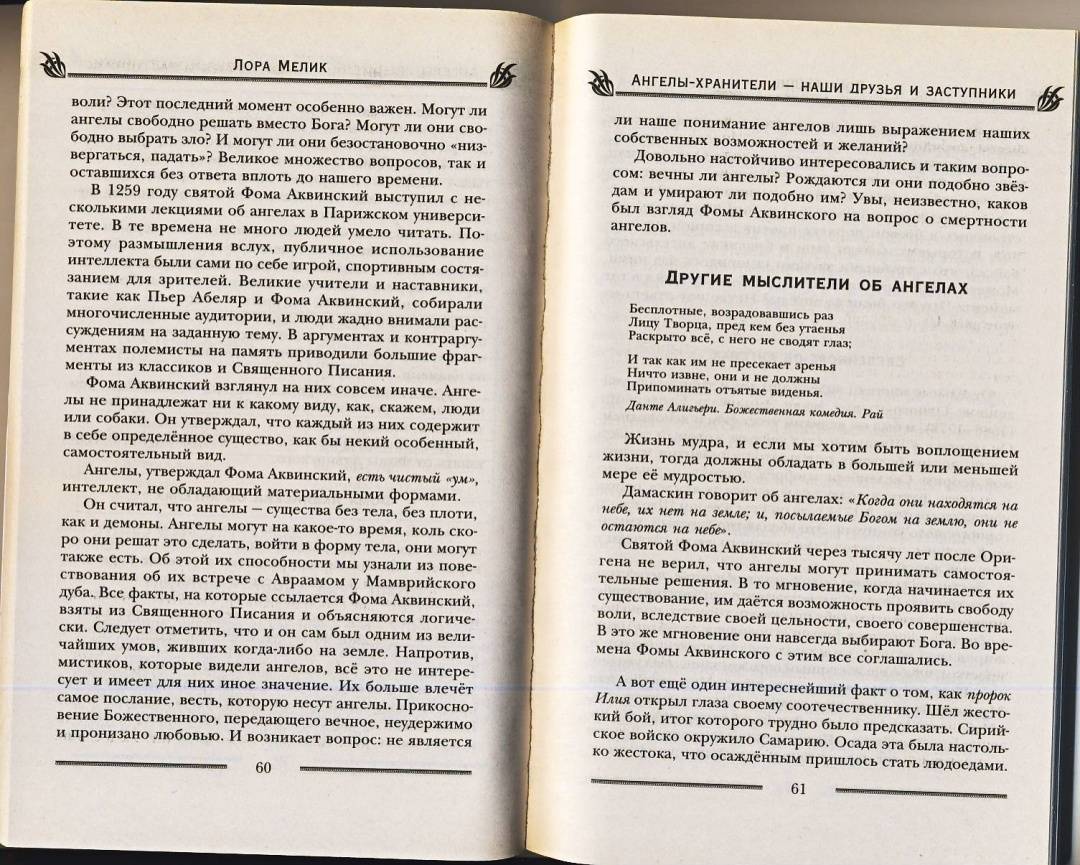 Лора Мелик
воли? Этот последний момент особенно важен. Могут ли
ангелы свободно решать вместо Бога? Могут ли они сво-
бодно выбрать зло? И могут ли они безостановочно «низ-
вергаться, падать»? Великое множество вопросов, так и
оставшихся без ответа вплоть до нашего времени.
В 1259 году святой Фома Аквинский выступил с не-
сколькими лекциями об ангелах в Парижском универси-
тете. В те времена не много людей умело читать. По-
этому размышления вслух, публичное использование
интеллекта были сами по себе игрой, спортивным состя-
занием для зрителей. Великие учители и наставники,
такие как Пьер Абеляр и Фома Аквинский, собирали
многочисленные аудитории, и люди жадно внимали рас-
суждениям на заданную тему. В аргументах и контраргу-
ментах полемисты на память приводили большие фраг-
менты из классиков и Священного Писания.
Фома Аквинский взглянул на них совсем иначе. Анге-
лы не принадлежат ни к какому виду, как, скажем, люди
или собаки. Он утверждал, что каждый из них содержит
в себе определённое существо, как бы некий особенный,
самостоятельный вид.
Ангелы, утверждал Фома Аквинский, есть чистый «ум»,
интеллект, не обладающий материальными формами.
Он считал, что ангелы — существа без тела, без плоти,
как и демоны. Ангелы могут на какое-то время, коль ско-
ро они решат это сделать, войти в форму тела, они могут
также есть. Об этой их способности мы узнали из пове-
ствования об их встрече с Авраамом у Мамврийского
дуба. Все факты, на которые ссылается Фома Аквинский,
взяты из Священного Писания и объясняются логиче-
ски. Следует отметить, что и он сам был одним из вели-
чайших умов, живших когда-либо на земле. Напротив,
мистиков, которые видели ангелов, всё это не интере-
сует и имеет для них иное значение. Их больше влечёт
самое послание, весть, которую несут ангелы. Прикосно-
вение Божественного, передающего вечное, неудержимо
и пронизано любовью. И возникает вопрос: не является
60
Ангелы-хранители — наши друзья и заступники
ли наше понимание ангелов лишь выражением наших
собственных возможностей и желаний?
Довольно настойчиво интересовались и таким вопро-
сом: вечны ли ангелы? Рождаются ли они подобно звёз-
дам и умирают ли подобно им? Увы, неизвестно, каков
был взгляд Фомы Аквинского на вопрос о смертности
ангелов.
Другие мыслители об ангелах
Бесплотные, возрадовавшись раз
Лицу Творца, пред кем без утаенья
Раскрыто всё, с него не сводят глаз;
И так как им не пресекает зренья
Ничто извне, они и не должны
Припоминать отъятые виденья.
Данте Алигьери. Божественная комедия. Рай
Жизнь мудра, и если мы хотим быть воплощением
жизни, тогда должны обладать в большей или меньшей
мере её мудростью.
Дамаскин говорит об ангелах: «Когда они находятся на
небе, их нет на земле; и, посылаемые Богом на землю, они не
остаются на небе».
Святой Фома Аквинский через тысячу лет после Ори-
гена не верил, что ангелы могут принимать самостоя-
тельные решения. В то мгновение, когда начинается их
существование, им даётся возможность проявить свободу
воли, вследствие своей цельности, своего совершенства.
В это же мгновение они навсегда выбирают Бога. Во вре-
мена Фомы Аквинского с этим все соглашались.
А вот ещё один интереснейший факт о том, как пророк
Илия открыл глаза своему соотечественнику. Шёл жесто-
кий бой, итог которого трудно было предсказать. Сирий-
ское войско окружило Самарию. Осада эта была настоль-
ко жестока, что осаждённым пришлось стать людоедами.
61